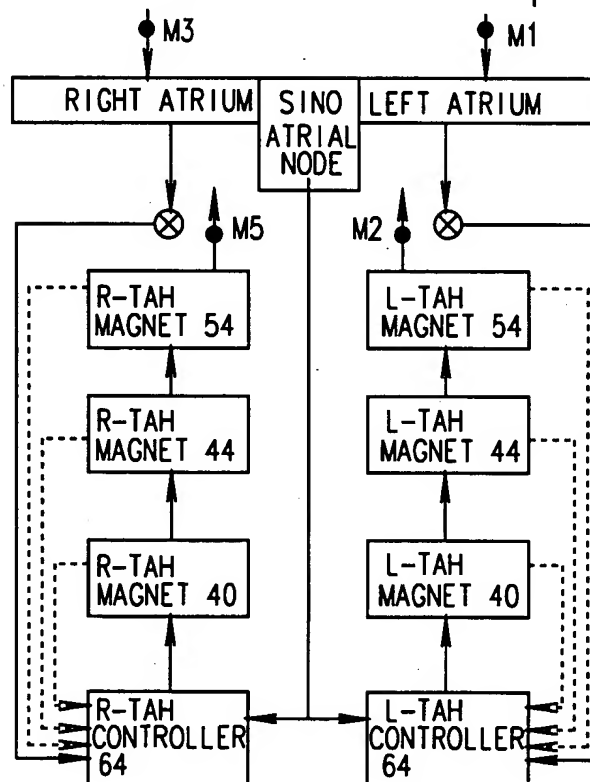 M3
M1
RIGHT ATRIUM
SINO
ATRIAL
NODE
LEFT ATRIUM
M5
M2
R-TAH
MAGNET 54
L-TAH
MAGNET 54
R-TAH
MAGNET 44
L-TAH
MAGNET 44
R-TAH
MAGNET 40
L-TAH
MAGNET 40
R-TAH
CONTROLLER
64
L-TAH
CONTROLLER
64